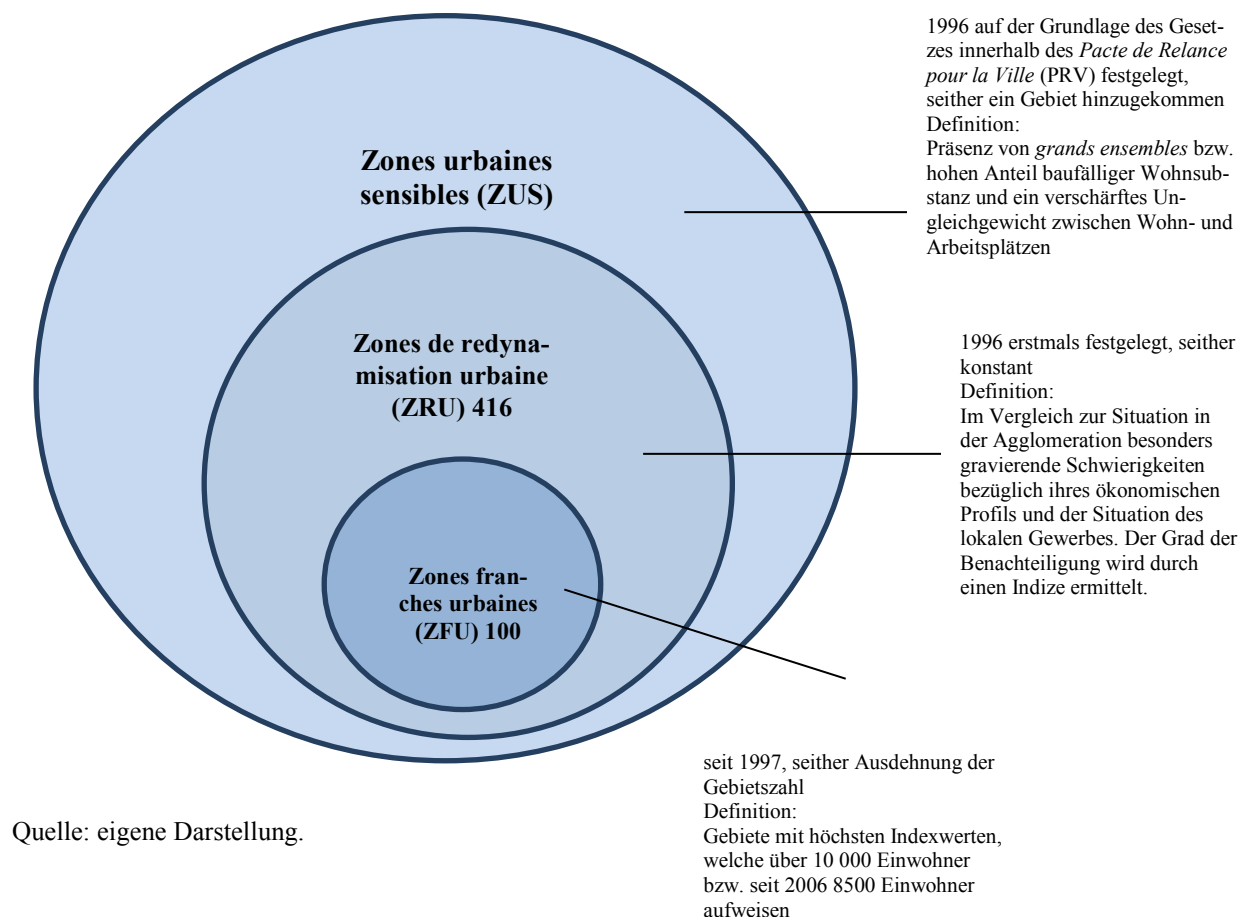 1996 auf der Grundlage des Geset-
zes innerhalb des Pacte de Relance
pour la Ville (PRV) festgelegt,
seither ein Gebiet hinzugekommen
Definition:
Präsenz von grands ensembles bzw.
hohen Anteil baufälliger Wohnsub-
stanz und ein verschärftes Un-
gleichgewicht zwischen Wohn- und
Arbeitsplätzen
Zones urbaines
sensibles (ZUS)
Zones de redyna-
misation urbaine
(ZRU) 416
1996 erstmals festgelegt, seither
konstant
Definition:
Im Vergleich zur Situation in
der Agglomeration besonders
gravierende Schwierigkeiten
bezüglich ihres ökonomischen
Profils und der Situation des
lokalen Gewerbes. Der Grad der
Benachteiligung wird durch
einen Indize ermittelt.
Zones fran-
ches urbaines
(ZFU) 100
seit 1997, seither Ausdehnung der
Gebietszahl
Definition:
Gebiete mit höchsten Indexwerten,
welche über 10 000 Einwohner
bzw. seit 2006 8500 Einwohner
aufweisen
Quelle: eigene Darstellung.